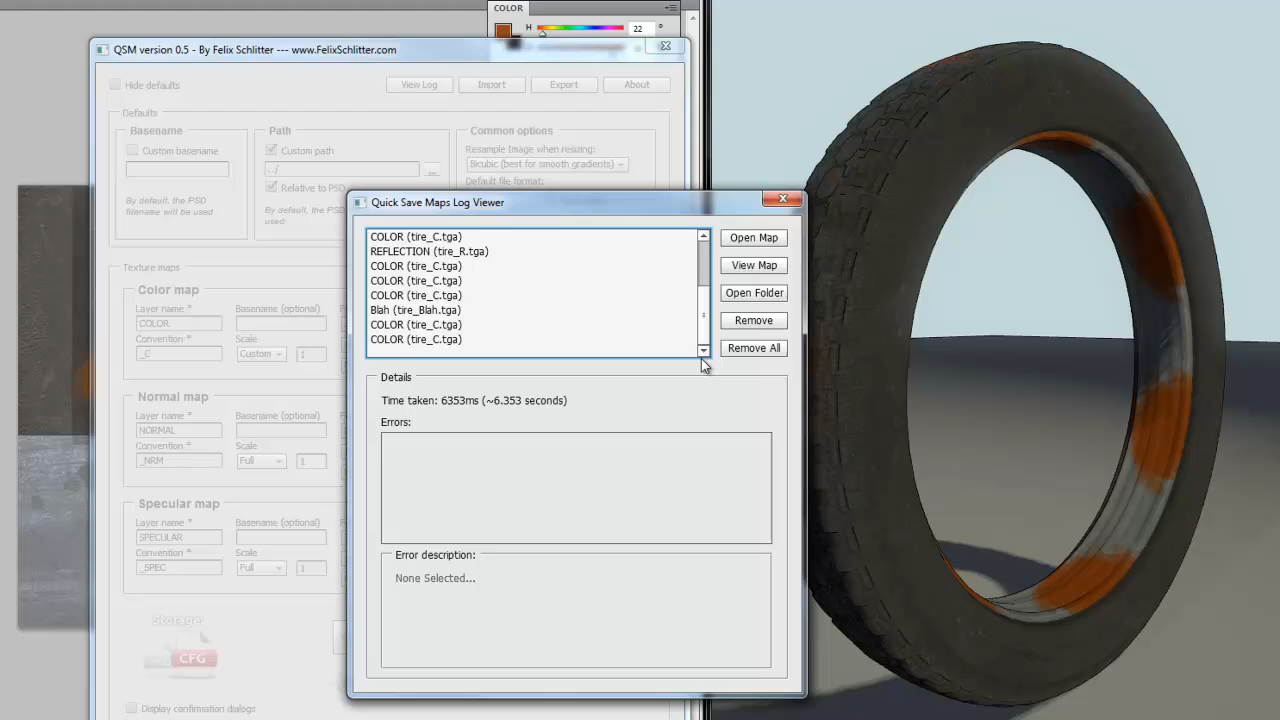 COLOR
H 22 °
QSM version 0.5 - By Felix Schlitter --- www.FelixSchlitter.com
Hide defaults
View Log
Import
Export
About
Defaults
Basename
Custom basename
By default, the PSD
filename will be used
Path
Custom path
../
...
Relative to PSD
By default, the PSD
used
Common options
Resample Image when resizing:
Bicubic (best for smooth gradients)
Default file format:
Texture maps
Color map
Layer name *
Basename (optional)
COLOR
Convention *
Scale
_C
Custom
1
Normal map
Layer name *
Basename (optional)
NORMAL
Convention *
Scale
_NRM
Full
1
Specular map
Layer name *
Basename (optional)
SPECULAR
Convention *
Scale
_SPEC
Full
1
Storage
CFG
Display confirmation dialogs
Quick Save Maps Log Viewer
COLOR (tire_C.tga)
REFLECTION (tire_R.tga)
COLOR (tire_C.tga)
COLOR (tire_C.tga)
COLOR (tire_C.tga)
Blah (tire_Blah.tga)
COLOR (tire_C.tga)
COLOR (tire_C.tga)
Open Map
View Map
Open Folder
Remove
Remove All
Details
Time taken: 6353ms (~6.353 seconds)
Errors:
Error description:
None Selected...